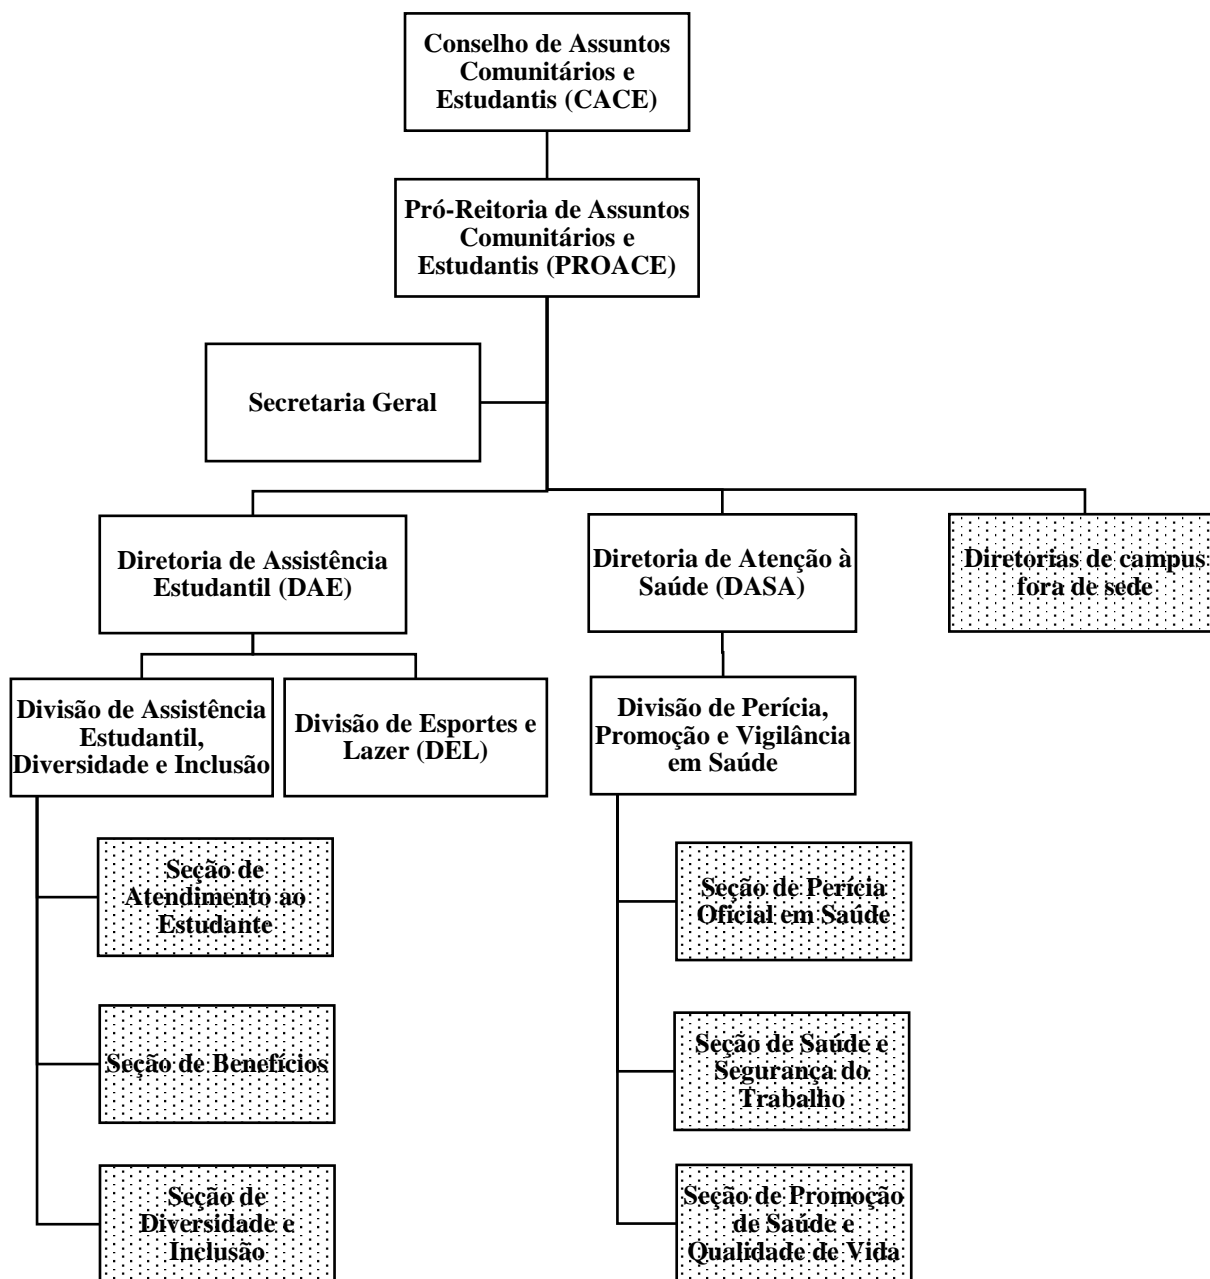 Conselho de Assuntos
Comunitários e
Estudantis (CACE)
Pró-Reitoria de Assuntos
Comunitários e
Estudantis (PROACE)
Secretaria Geral
Diretoria de Assistência
Estudantil (DAE)
Diretoria de Atenção à
Saúde (DASA)
Diretorias de campus
fora de sede
Divisão de Assistência
Estudantil,
Diversidade e Inclusão
Divisão de Esportes e
Lazer (DEL)
Divisão de Perícia,
Promoção e Vigilância
em Saúde
Seção de
Atendimento ao
Estudante
Seção de Perícia
Oficial em Saúde
Seção de Benefícios
Seção de Saúde e
Segurança do
Trabalho
Seção de
Diversidade e
Inclusão
Seção de Promoção
de Saúde e
Qualidade de Vida